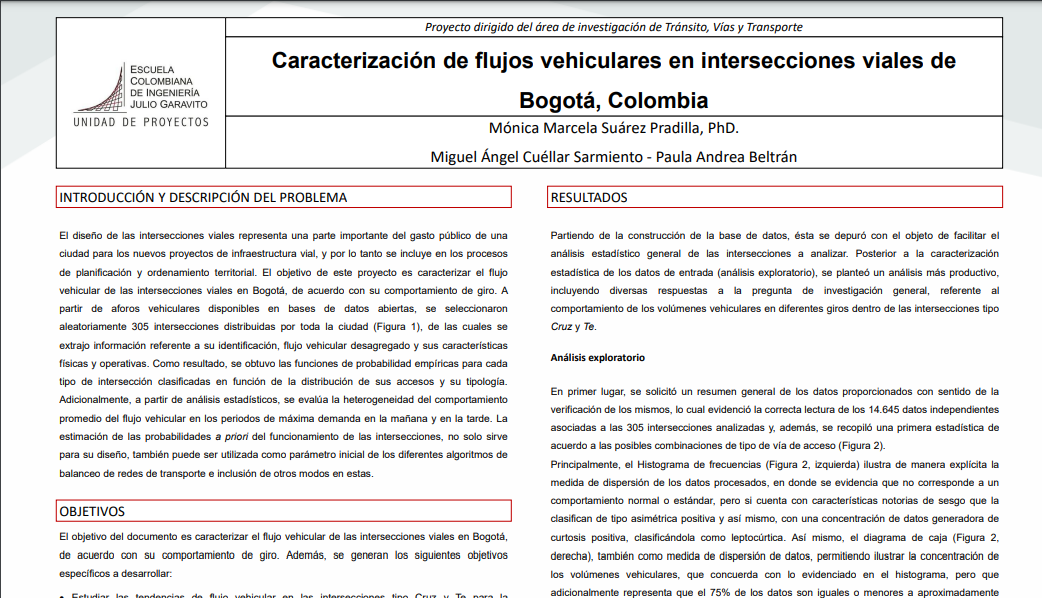 Proyecto dirigido del área de investigación de Tránsito, Vías y Transporte
ESCUELA
COLOMBIANA
DE INGENIERÍA
JULIO GARAVITO
UNIDAD DE PROYECTOS
Caracterización de flujos vehiculares en intersecciones viales de
Bogotá, Colombia
Mónica Marcela Suárez Pradilla, PhD.
Miguel Ángel Cuéllar Sarmiento - Paula Andrea Beltrán
INTRODUCCIÓN Y DESCRIPCIÓN DEL PROBLEMA
El diseño de las intersecciones viales representa una parte importante del gasto público de una
ciudad para los nuevos proyectos de infraestructura vial, y por lo tanto se incluye en los procesos
de planificación y ordenamiento territorial. El objetivo de este proyecto es caracterizar el flujo
vehicular de las intersecciones viales en Bogotá, de acuerdo con su comportamiento de giro. A
partir de aforos vehiculares disponibles en bases de datos abiertas, se seleccionaron
aleatoriamente 305 intersecciones distribuidas por toda la ciudad (Figura 1), de las cuales se
extrajo información referente a su identificación, flujo vehicular desagregado y sus características
físicas y operativas. Como resultado, se obtuvo las funciones de probabilidad empíricas para cada
tipo de intersección clasificadas en función de la distribución de sus accesos y su tipología.
Adicionalmente, a partir de análisis estadísticos, se evalúa la heterogeneidad del comportamiento
promedio del flujo vehicular en los periodos de máxima demanda en la mañana y en la tarde. La
estimación de las probabilidades a priori del funcionamiento de las intersecciones, no solo sirve
para su diseño, también puede ser utilizada como parámetro inicial de los diferentes algoritmos de
balanceo de redes de transporte e inclusión de otros modos en estas.
OBJETIVOS
El objetivo del documento es caracterizar el flujo vehicular de las intersecciones viales en Bogotá,
de acuerdo con su comportamiento de giro. Además, se generan los siguientes objetivos
específicos a desarrollar:
• Estudiar las tendencias de flujo vehicular en las intersecciones tipo Cruz y Te para la
RESULTADOS
Partiendo de la construcción de la base de datos, ésta se depuró con el objeto de facilitar el
análisis estadístico general de las intersecciones a analizar. Posterior a la caracterización
estadística de los datos de entrada (análisis exploratorio), se planteó un análisis más productivo,
incluyendo diversas respuestas a la pregunta de investigación general, referente al
comportamiento de los volúmenes vehiculares en diferentes giros dentro de las intersecciones tipo
Cruz y Te.
Análisis exploratorio
En primer lugar, se solicitó un resumen general de los datos proporcionados con sentido de la
verificación de los mismos, lo cual evidenció la correcta lectura de los 14.645 datos independientes
asociadas a las 305 intersecciones analizadas y, además, se recopiló una primera estadística de
acuerdo a las posibles combinaciones de tipo de vía de acceso (Figura 2).
Principalmente, el Histograma de frecuencias (Figura 2, izquierda) ilustra de manera explícita la
medida de dispersión de los datos procesados, en donde se evidencia que no corresponde a un
comportamiento normal o estándar, pero si cuenta con características notorias de sesgo que la
clasifican de tipo asimétrica positiva y así mismo, con una concentración de datos generadora de
curtosis positiva, clasificándola como leptocúrtica. Así mismo, el diagrama de caja (Figura 2,
derecha), también como medida de dispersión de datos, permitiendo ilustrar la concentración de
los volúmenes vehiculares, que concuerda con lo evidenciado en el histograma, pero que
adicionalmente representa que el 75% de los datos son iguales o menores a aproximadamente